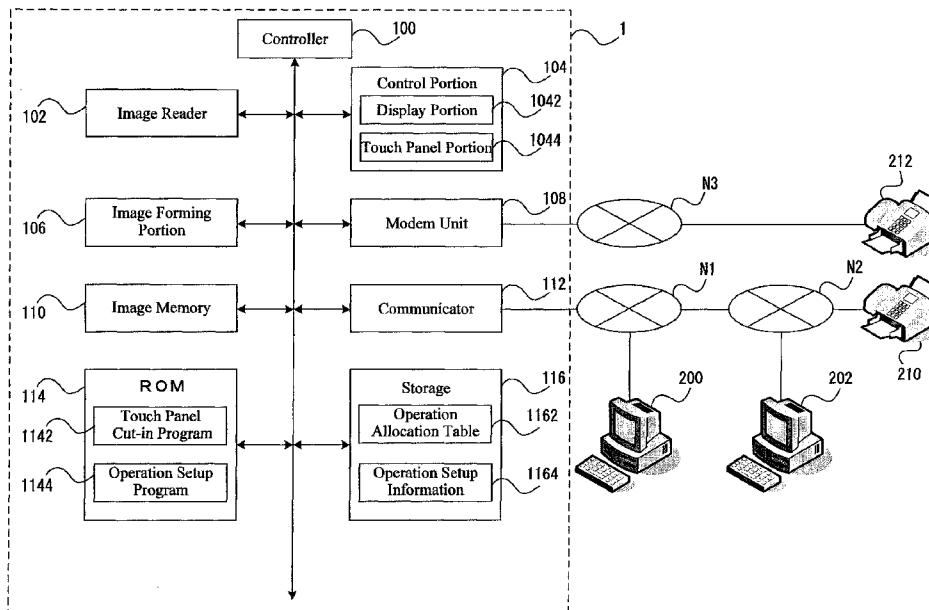 Controller
100
1
104
Control Portion
102
Image Reader
Display Portion
1042
Touch Panel Portion
1044
212
106
Image Forming
Portion
108
Modem Unit
N3
110
Image Memory
112
Communicator
N1
N2
210
114
ROM
1142
Touch Panel
Cut-in Program
1144
Operation Setup
Program
116
Storage
Operation
Allocation Table
1162
Operation Setup
Information
1164
200
202